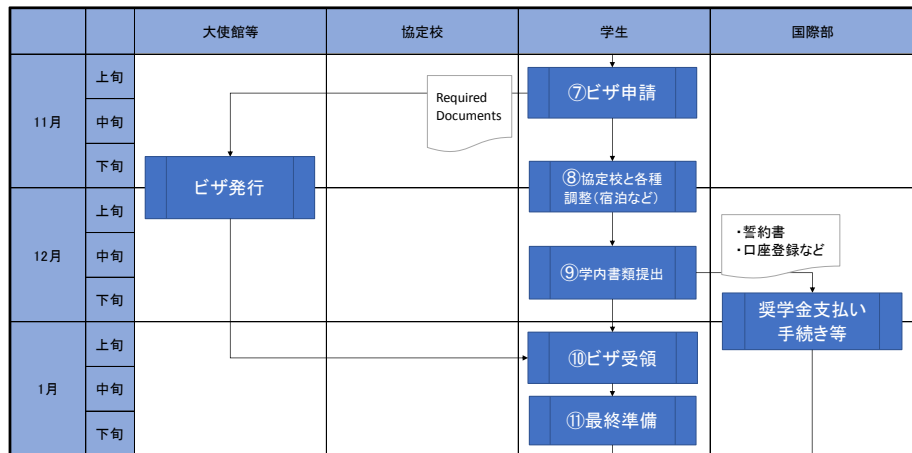 大使館等
協定校
学生
国際部
11月
上旬
中旬
下旬
⑦ビザ申請
Required
Documents
ビザ発行
⑧協定校と各種
調整(宿泊など)
12月
上旬
中旬
下旬
・誓約書
・口座登録など
⑨学内書類提出
奨学金支払い
手続き等
1月
上旬
中旬
下旬
⑩ビザ受領
⑪最終準備